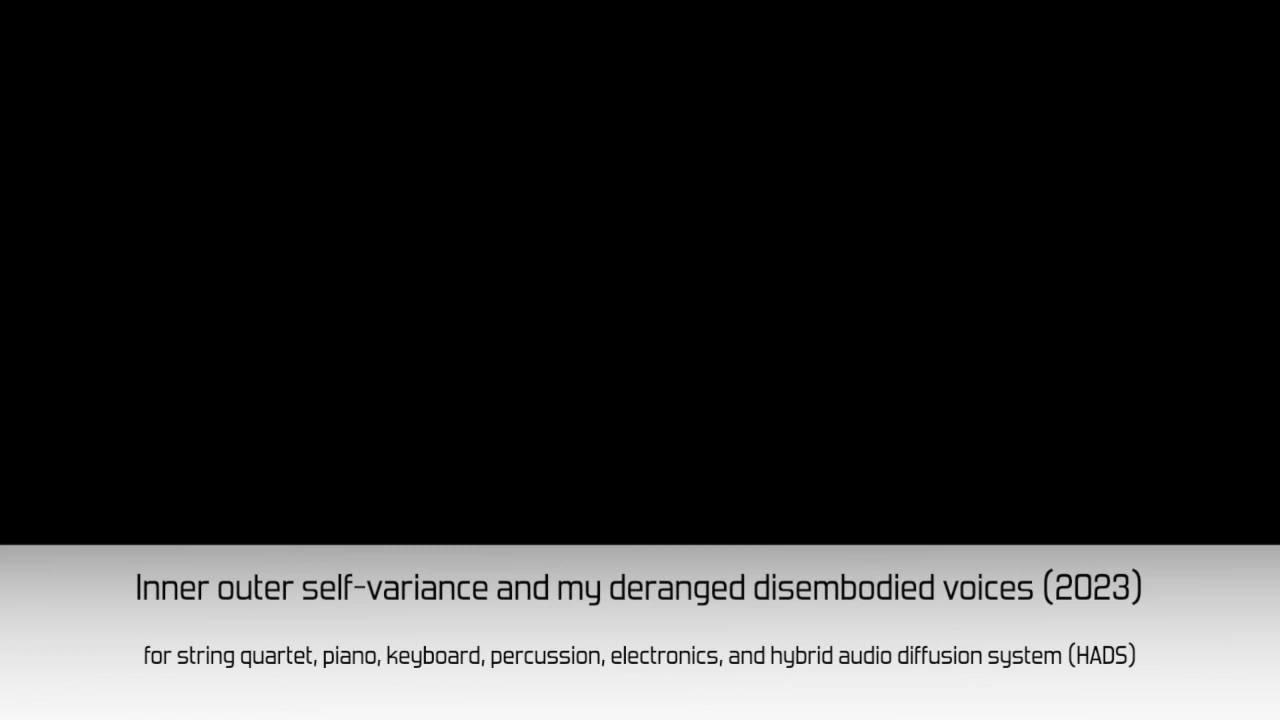 Inner outer self-variance and my deranged disembodied voices (2023)
for string quartet, piano, keyboard, percussion, electronics, and hybrid audio diffusion system (HADS)